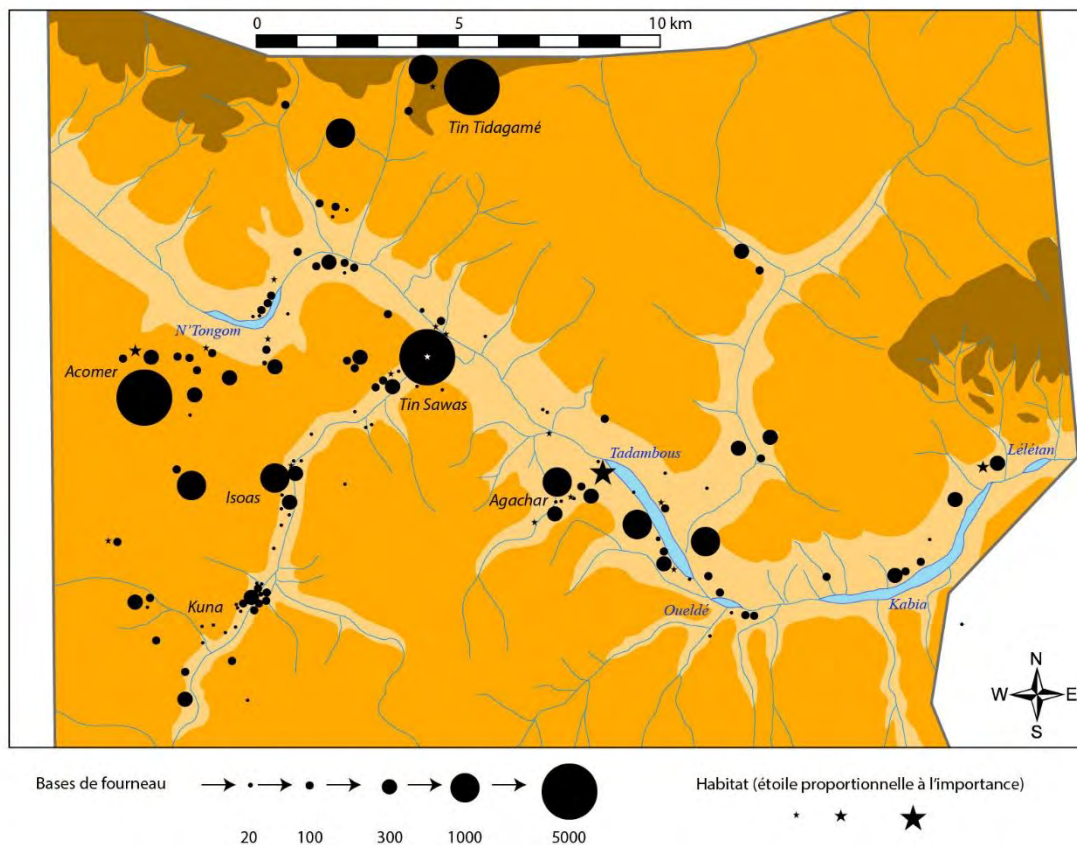 0 5 10 km
Tin Tidagamé
N'Tongom
Acomer
Tin Sawas
Tadambous
Lélétan
Isoas
Agachar
Kuna
Oueldé
Kabia
N
W E
S
Bases de fourneau
20 100 300 1000 5000
Habitat (étoile proportionnelle à l'importance)